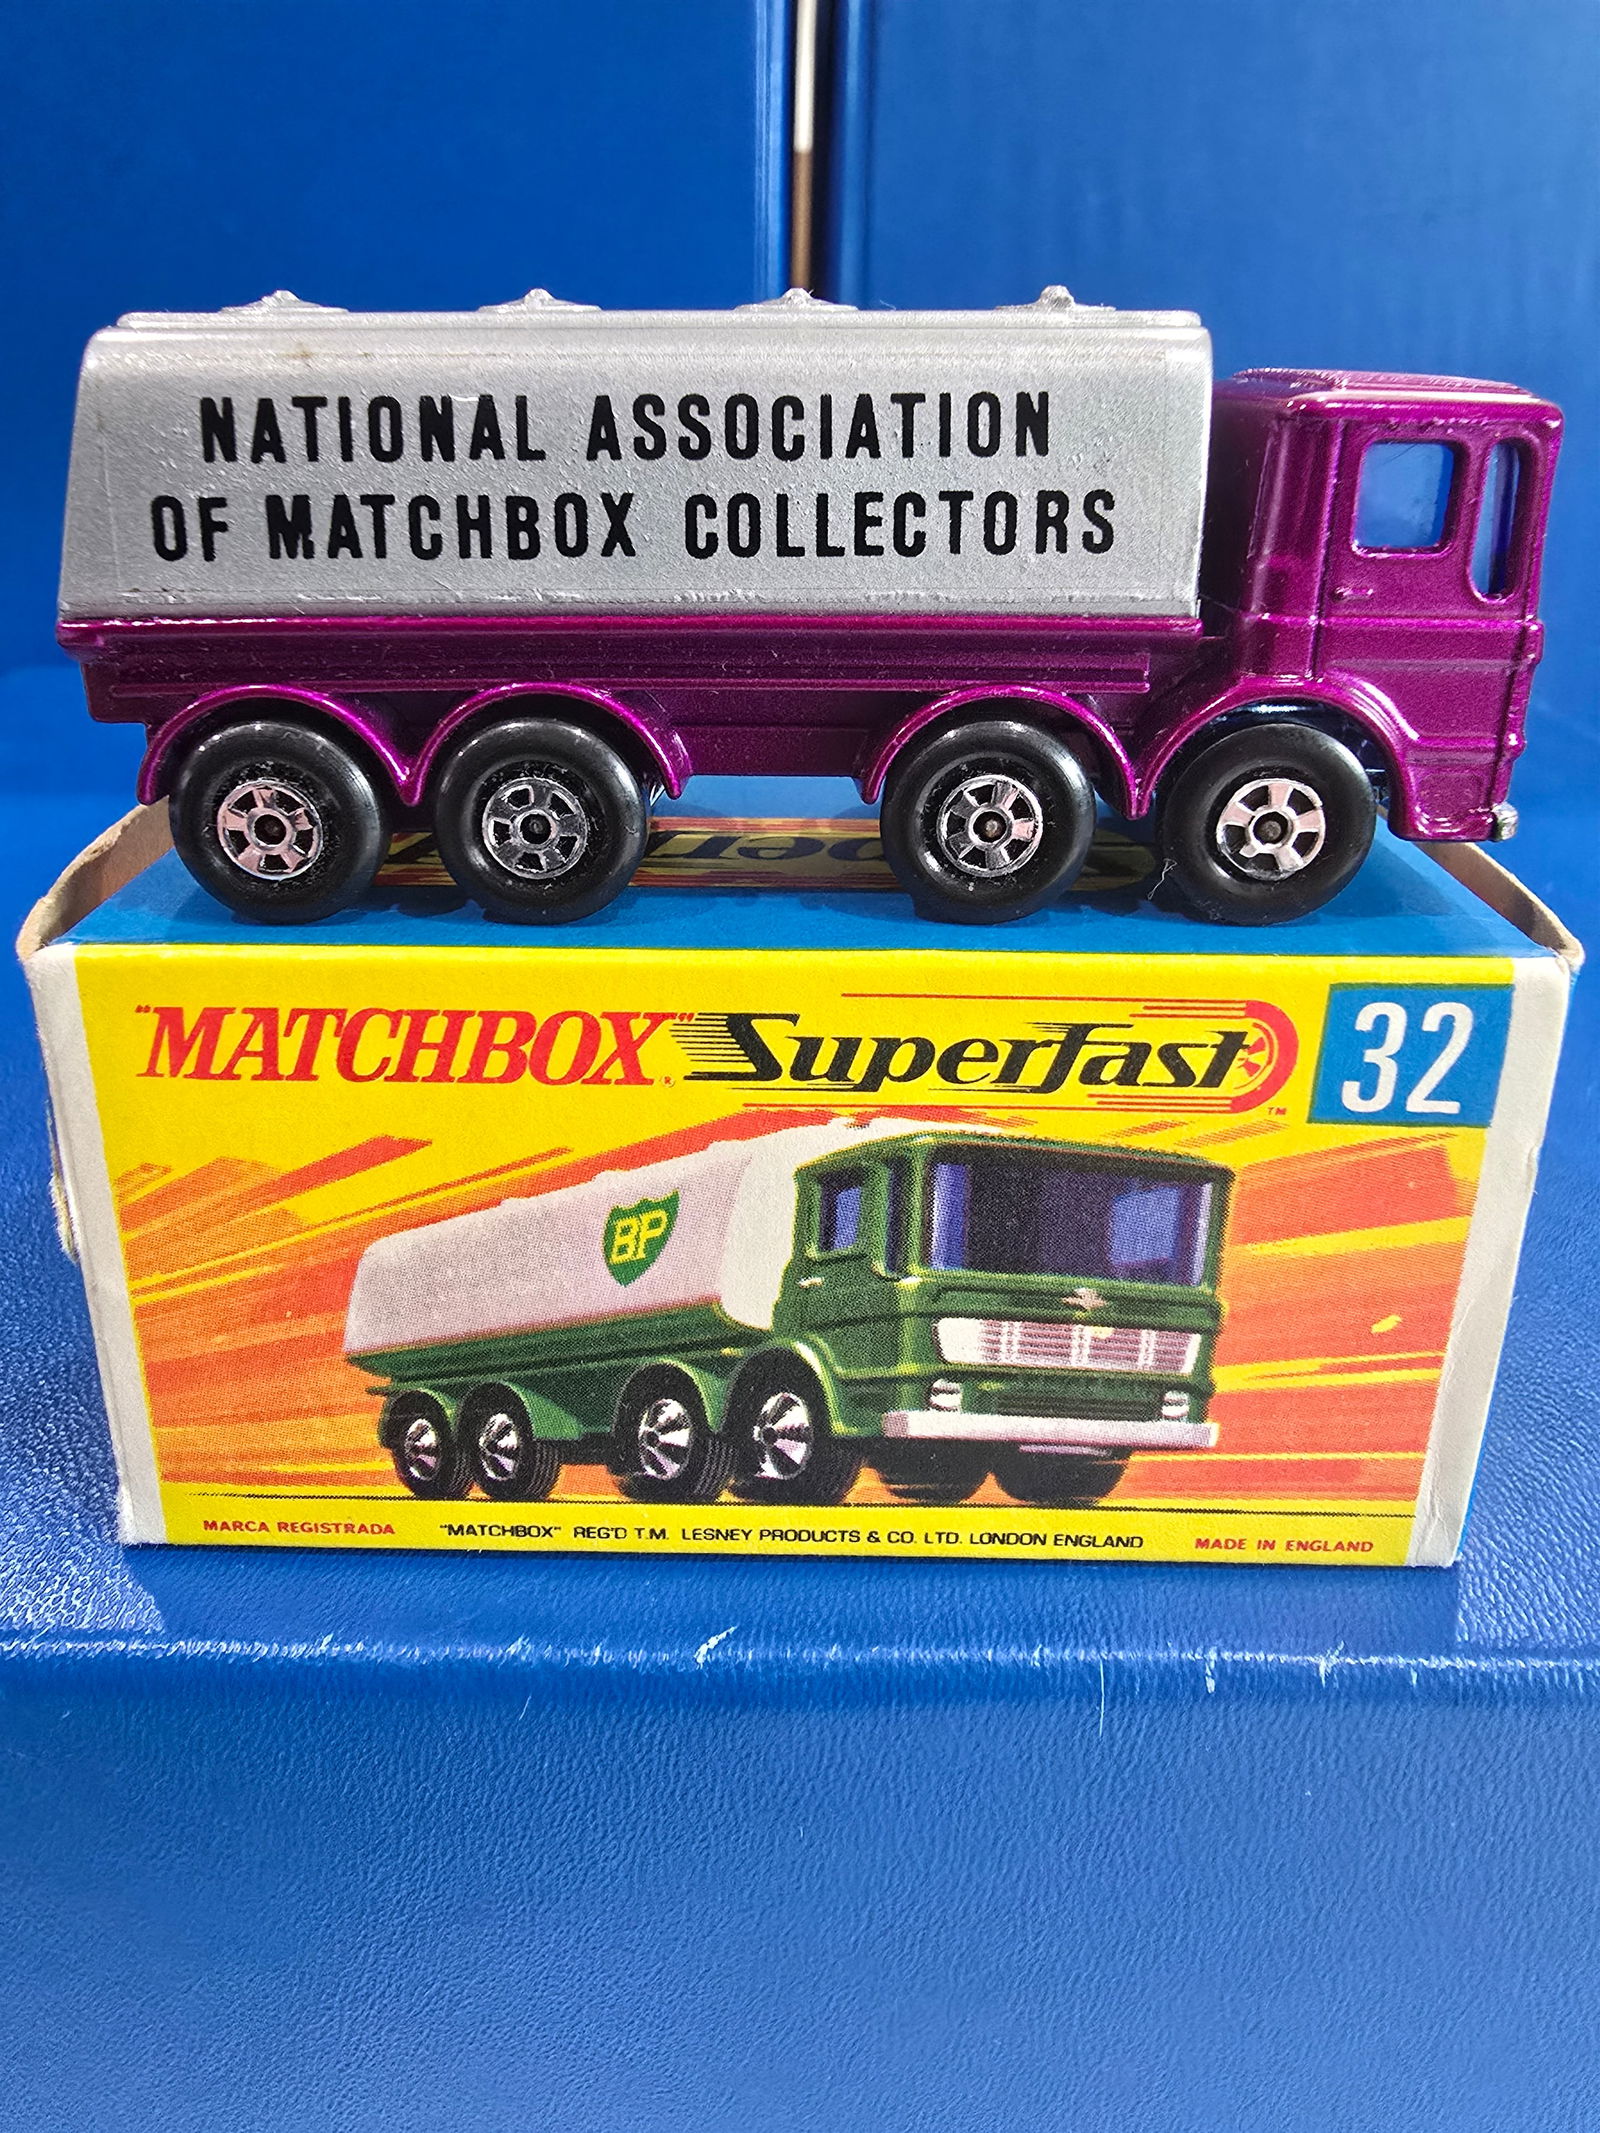 NATIONAL ASSOCIATION
OF MATCHBOX COLLECTORS
"MATCHBOX"® Superfast™ 32
BP
MARCA REGISTRADA "MATCHBOX" REG'D T.M. LESNEY PRODUCTS & CO. LTD. LONDON ENGLAND MADE IN ENGLAND